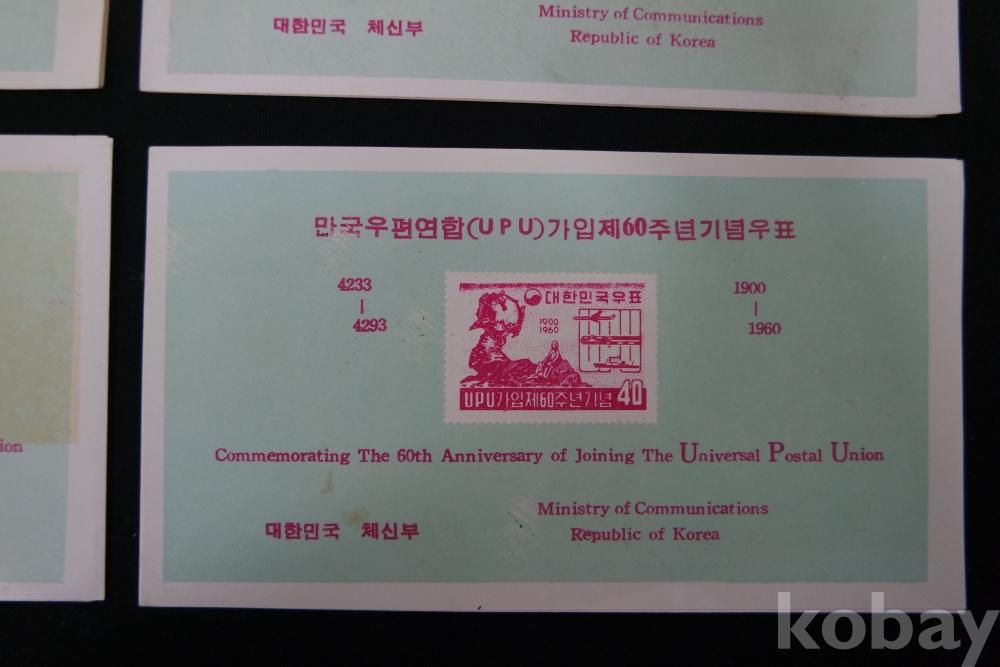 대한민국 체신부
Ministry of Communications
Republic of Korea
만국우편연합(UPU)가입제60주년기념우표
4233
|
4293
1900
|
1960
대한민국우표
1900
1960
UPU가입제60주년기념 40
ion
Commemorating The 60th Anniversary of Joining The Universal Postal Union
대한민국 체신부
Ministry of Communications
Republic of Korea
kobay